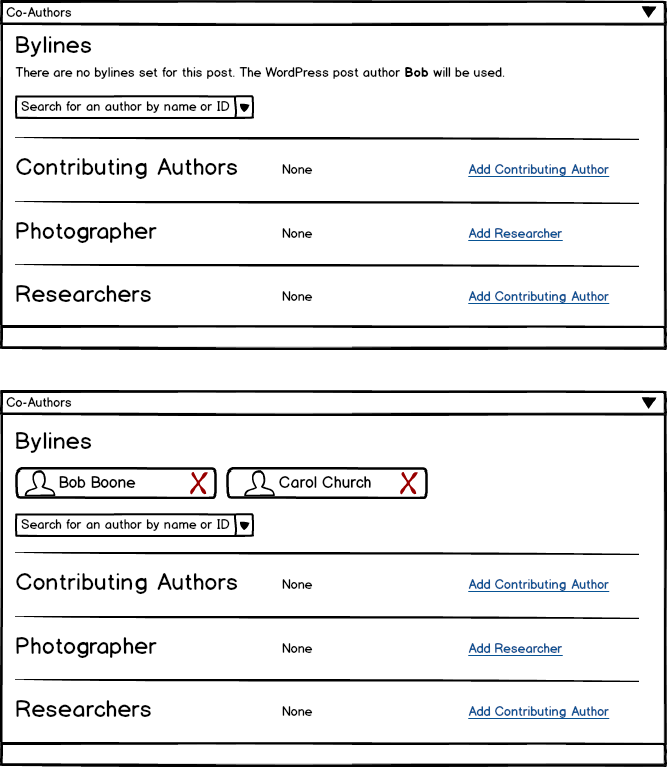 Co-Authors
Bylines
There are no bylines set for this post. The WordPress post author Bob will be used.
Search for an author by name or ID
Contributing Authors None Add Contributing Author
Photographer None Add Researcher
Researchers None Add Contributing Author
Co-Authors
Bylines
Bob Boone X Carol Church X
Search for an author by name or ID
Contributing Authors None Add Contributing Author
Photographer None Add Researcher
Researchers None Add Contributing Author